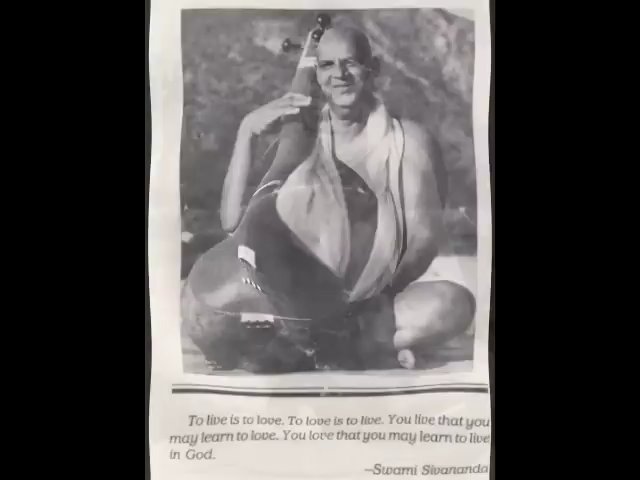 To live is to love. To love is to live. You live that you
may learn to love. You love that you may learn to live
in God.
—Swami Sivananda